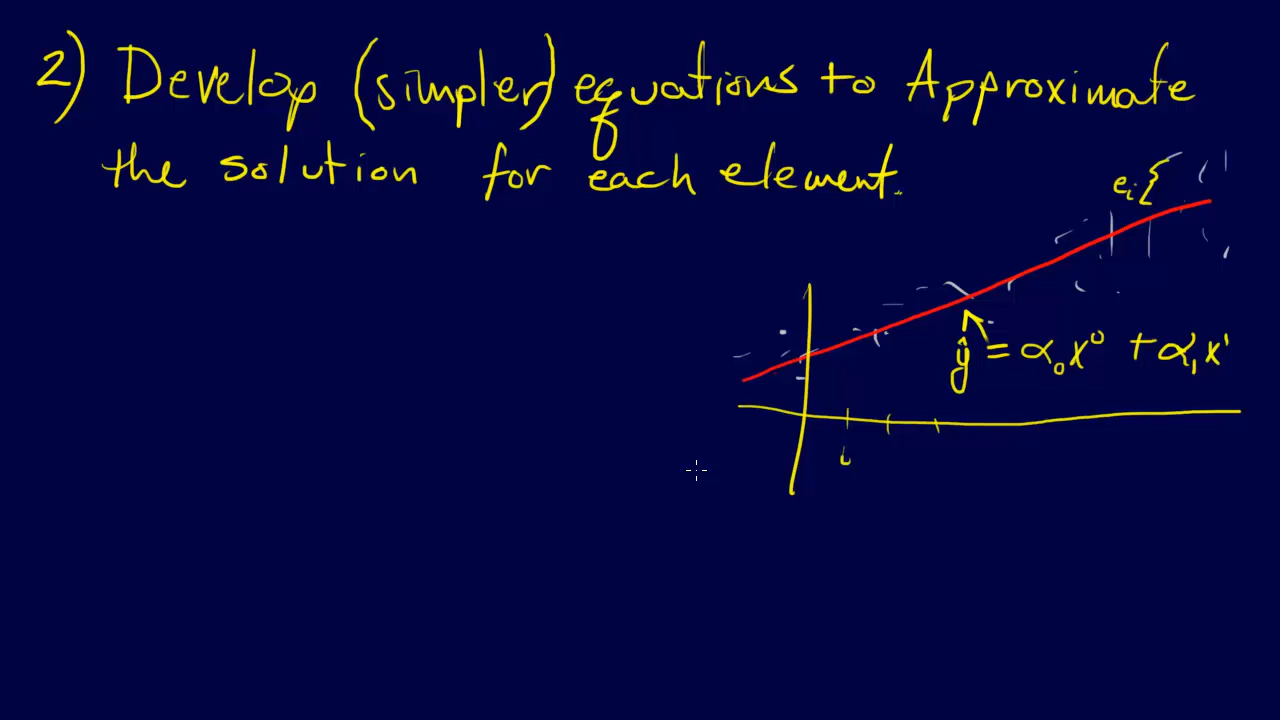 2) Develop (simpler) equations to Approximate
the solution for each element.
eᵢ {
ŷ = α₀x⁰ + α₁x¹